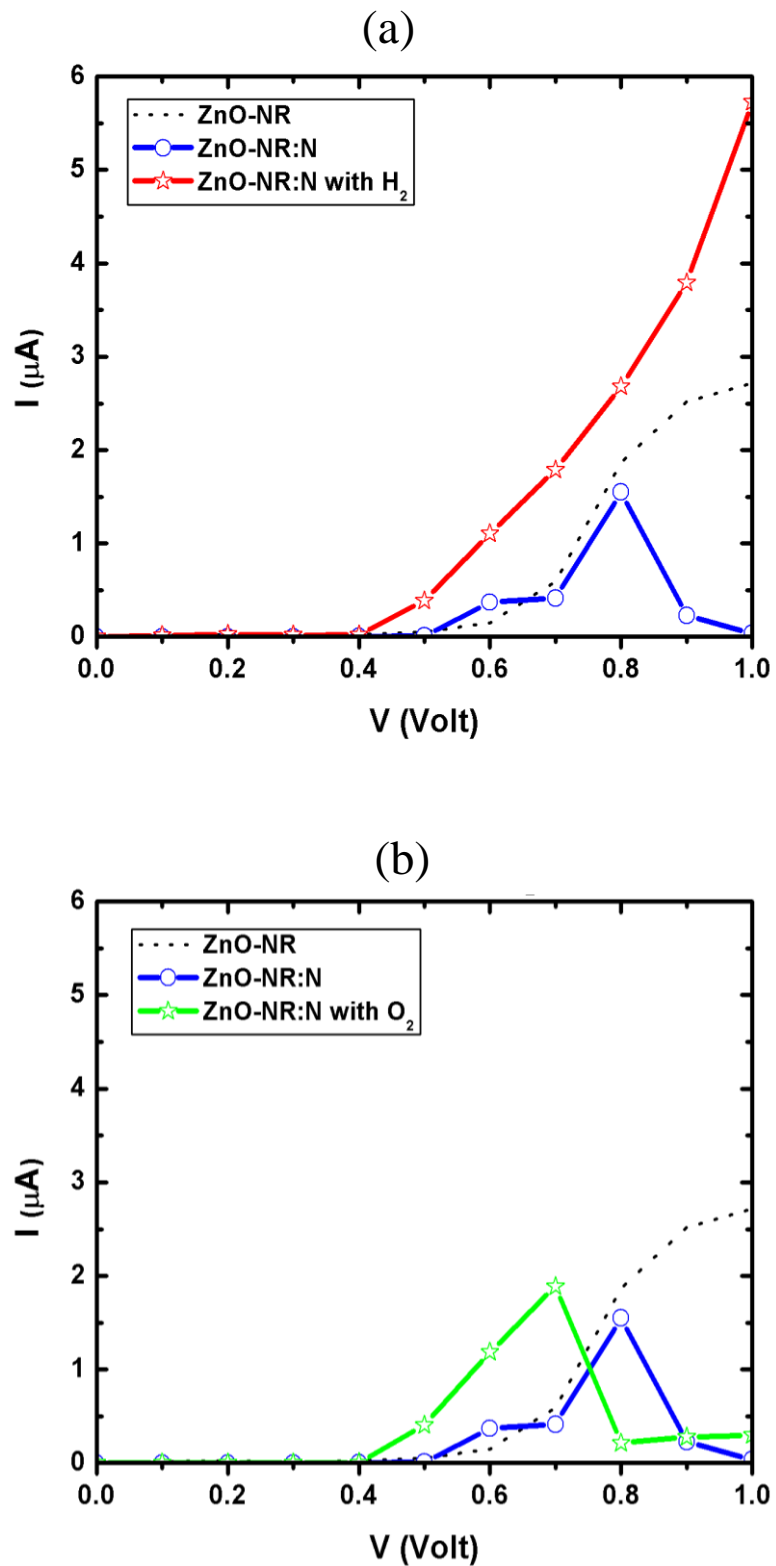 (a)
6
5
4
3
2
1
0
I (μA)
ZnO-NR
ZnO-NR:N
ZnO-NR:N with H₂
0.0 0.2 0.4 0.6 0.8 1.0
V (Volt)
(b)
6
5
4
3
2
1
0
I (μA)
ZnO-NR
ZnO-NR:N
ZnO-NR:N with O₂
0.0 0.2 0.4 0.6 0.8 1.0
V (Volt)